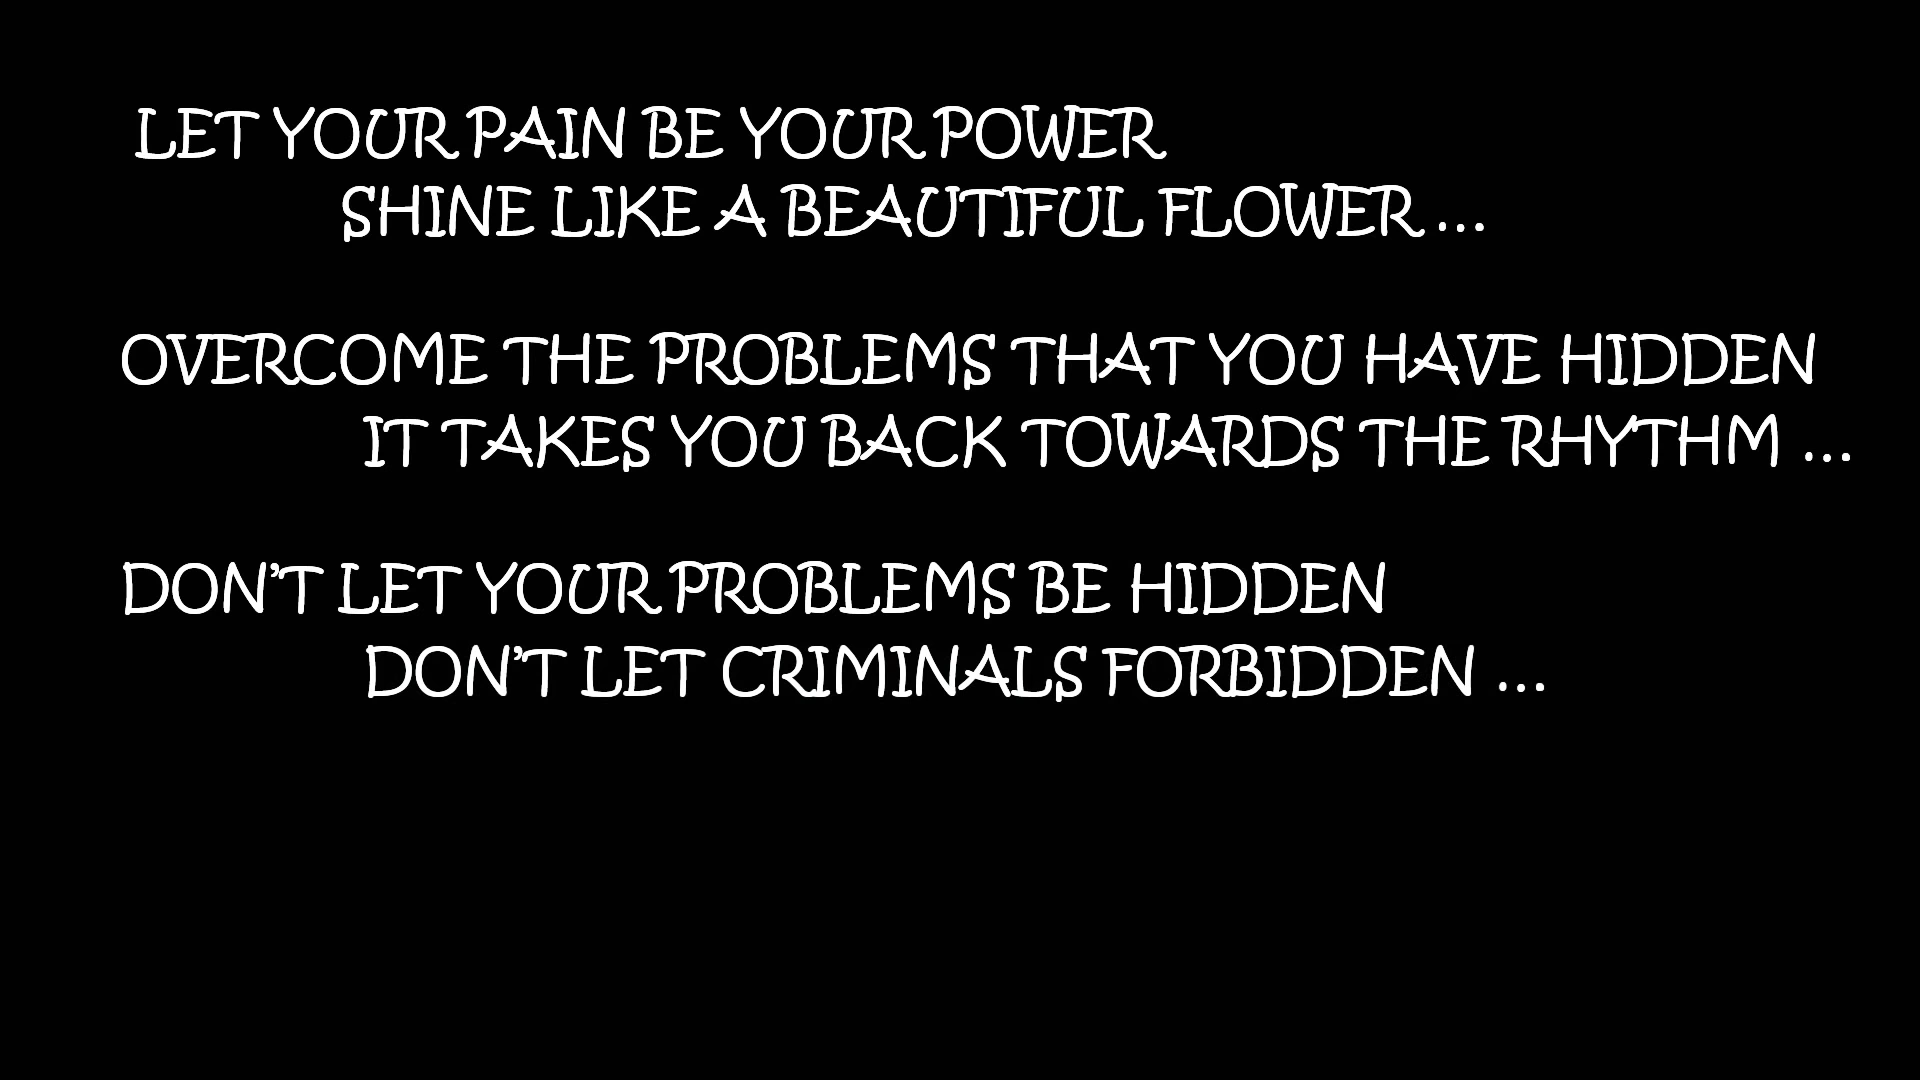 LET YOUR PAIN BE YOUR POWER
SHINE LIKE A BEAUTIFUL FLOWER ...
OVERCOME THE PROBLEMS THAT YOU HAVE HIDDEN
IT TAKES YOU BACK TOWARDS THE RHYTHM ...
DON'T LET YOUR PROBLEMS BE HIDDEN
DON'T LET CRIMINALS FORBIDDEN ...